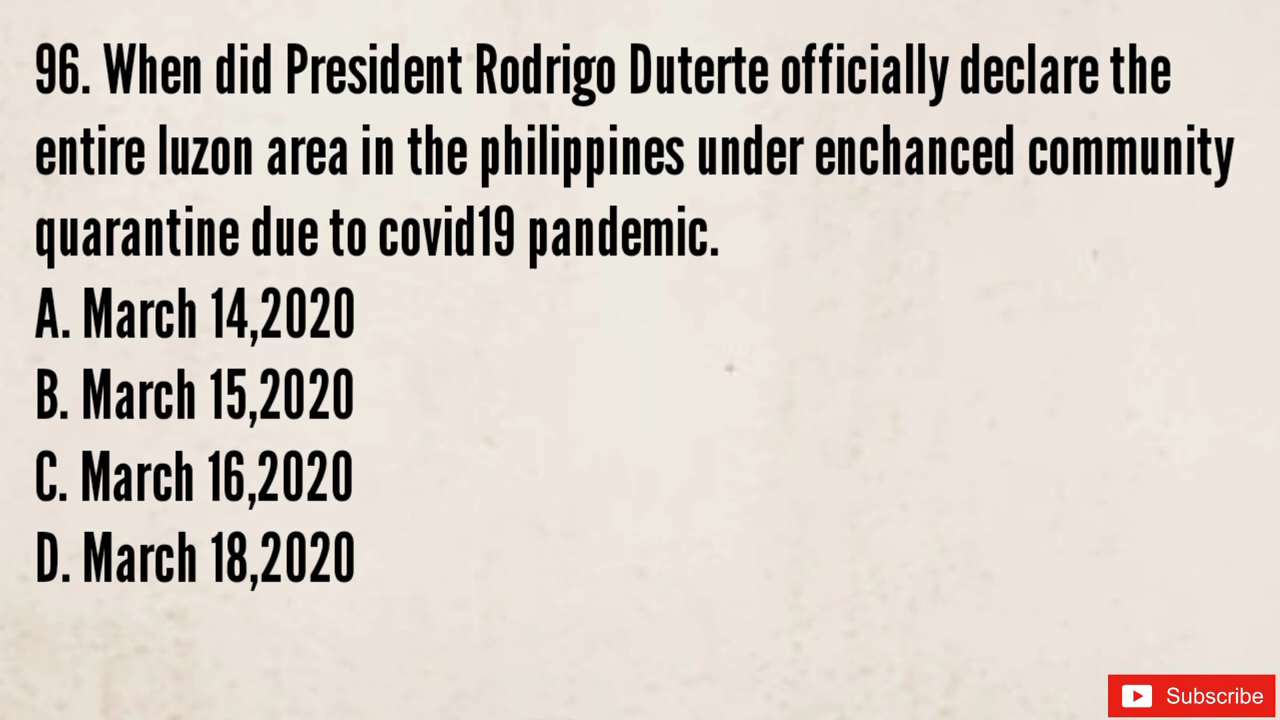 96. When did President Rodrigo Duterte officially declare the
entire luzon area in the philippines under enchanced community
quarantine due to covid19 pandemic.
A. March 14,2020
B. March 15,2020
C. March 16,2020
D. March 18,2020
Subscribe